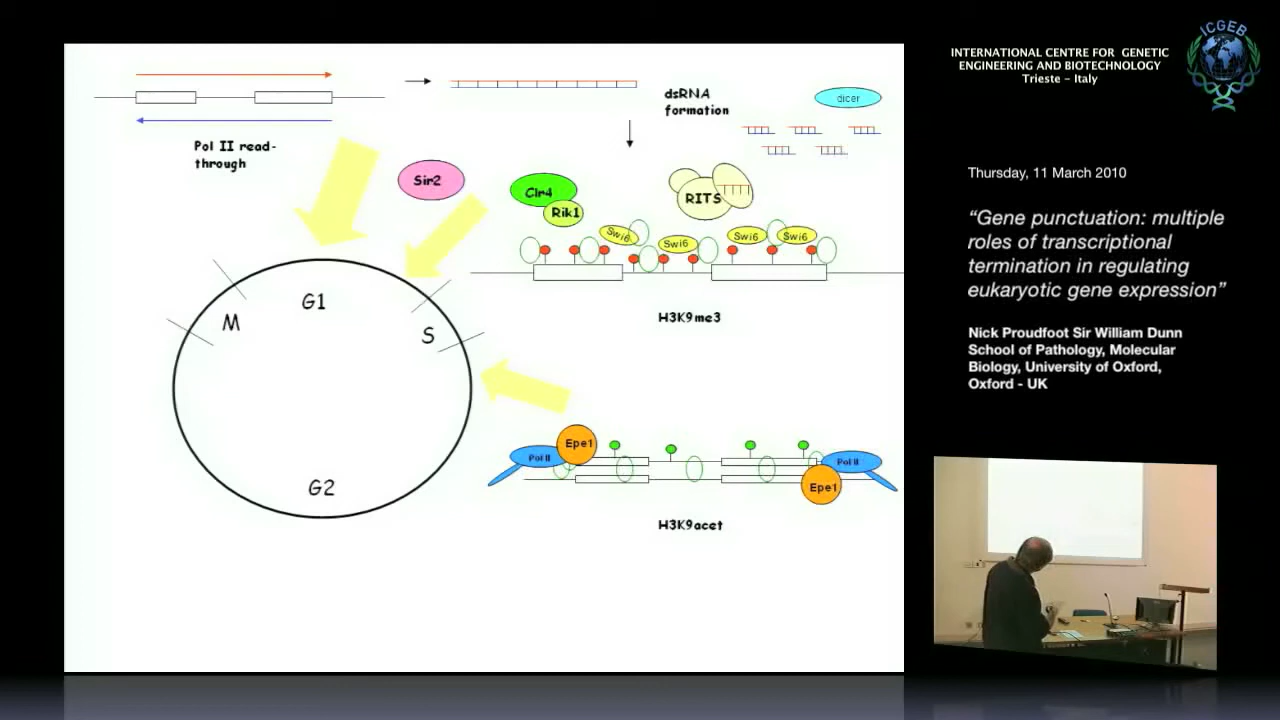 Pol II read-
through
dsRNA
formation
dicer
Sir2
Clr4
Rik1
RITS
Swi6
Swi6
Swi6
Swi6
H3K9me3
M
G1
S
G2
Pol II
Epe1
Pol II
Epe1
H3K9acet
INTERNATIONAL CENTRE FOR GENETIC
ENGINEERING AND BIOTECHNOLOGY
Trieste - Italy
ICGEB
Thursday, 11 March 2010
“Gene punctuation: multiple
roles of transcriptional
termination in regulating
eukaryotic gene expression”
Nick Proudfoot Sir William Dunn
School of Pathology, Molecular
Biology, University of Oxford,
Oxford - UK